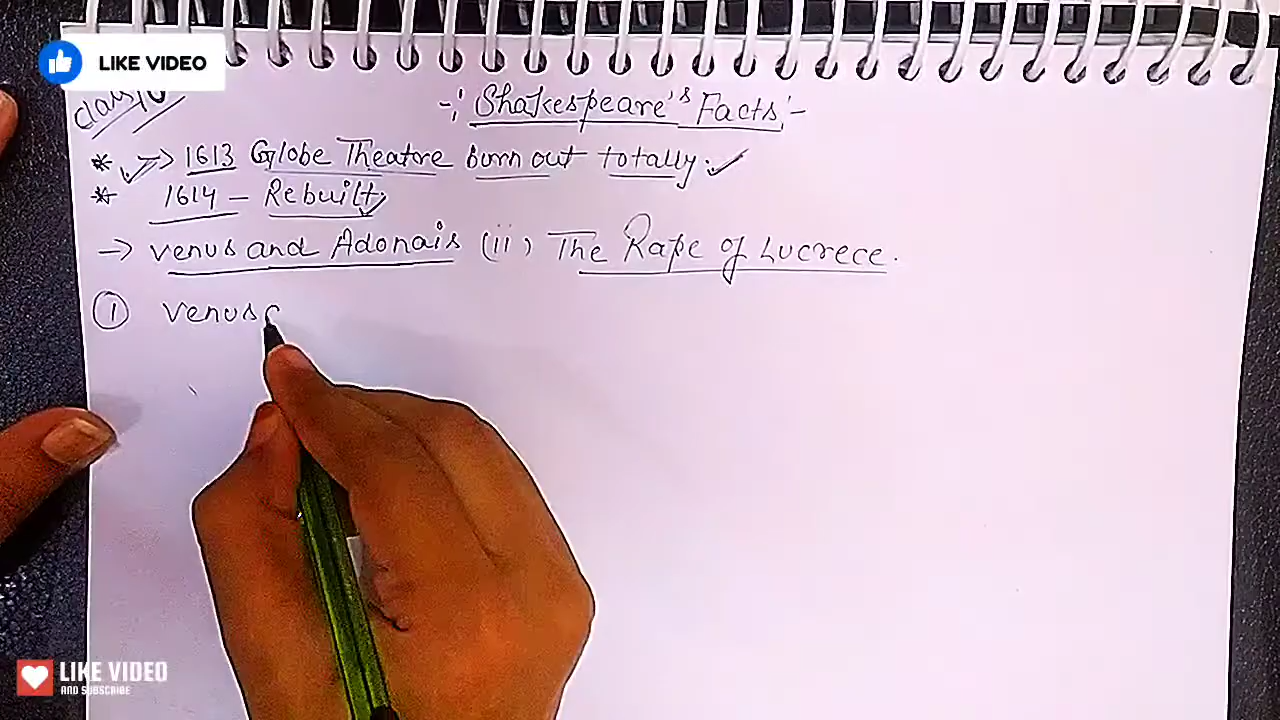 LIKE VIDEO
-: Shakespeare's Facts :-
* => 1613 Globe Theatre burn out totally.
* 1614 - Rebuilt
-> venus and Adonais (ii) The Rape of Lucrece.
① venus
LIKE VIDEO
AND SUBSCRIBE